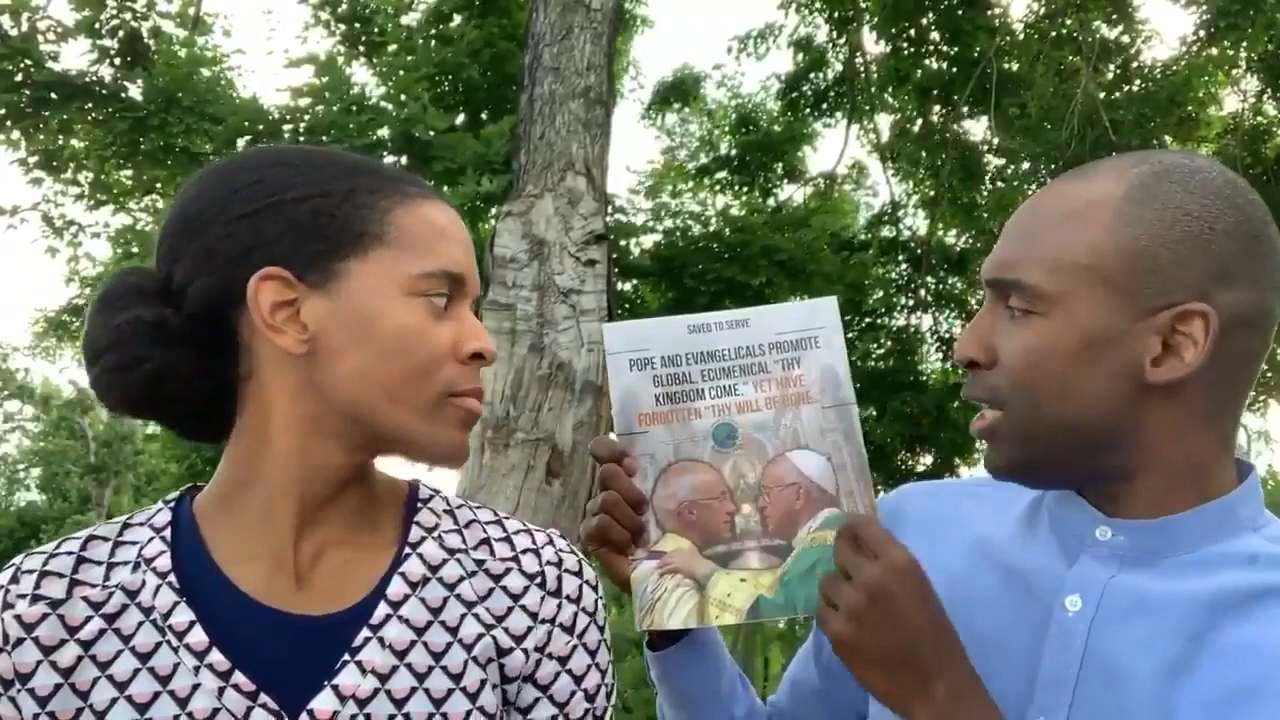 SAVED TO SERVE
POPE AND EVANGELICALS PROMOTE
GLOBAL, ECUMENICAL "THY
KINGDOM COME," YET HAVE
FORGOTTEN "THY WILL BE DONE...